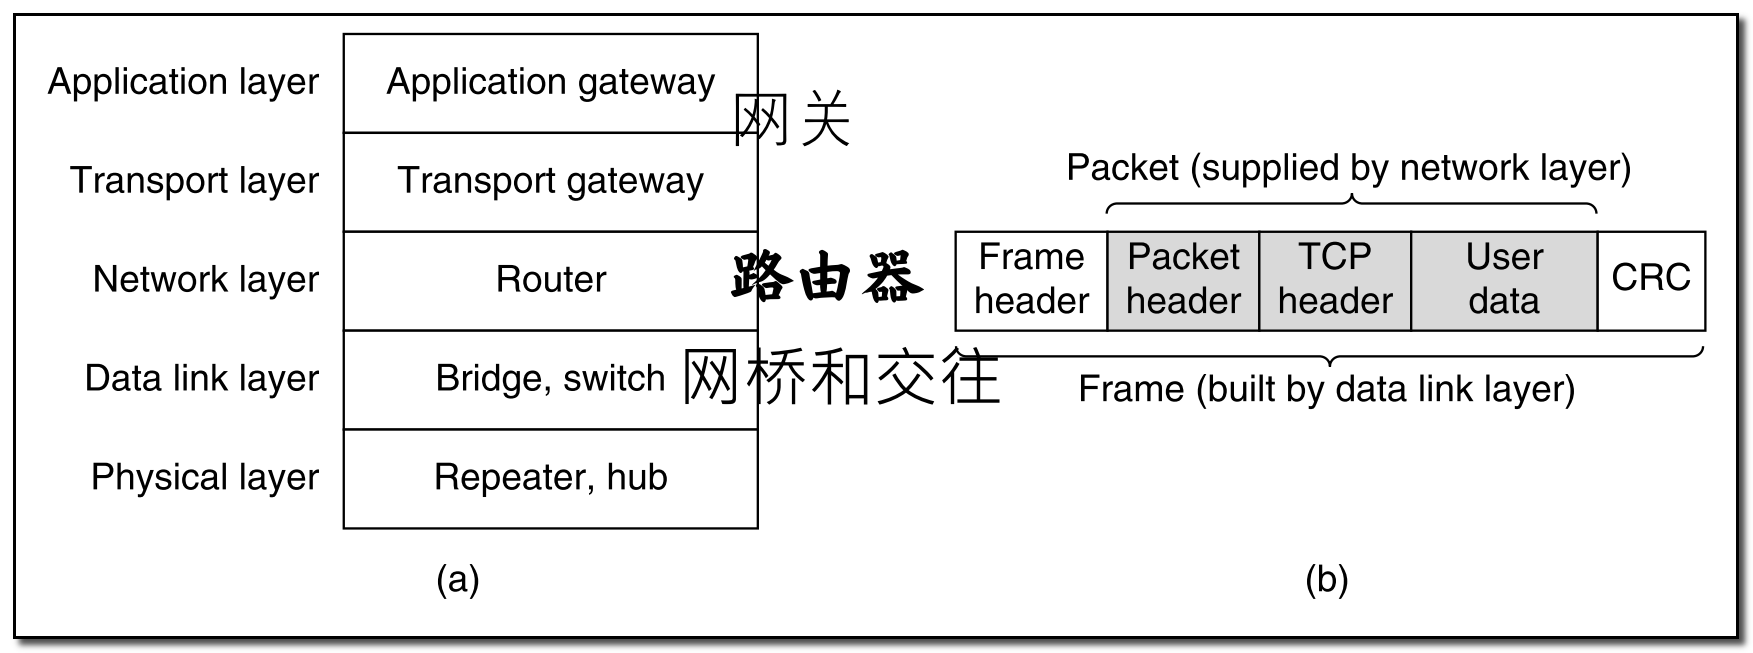 Application layer Application gateway
网关
Transport layer Transport gateway
Network layer Router 路由器
Data link layer Bridge, switch 网桥和交往
Physical layer Repeater, hub
(a)
Packet (supplied by network layer)
Frame header
Packet header
TCP header
User data
CRC
Frame (built by data link layer)
(b)